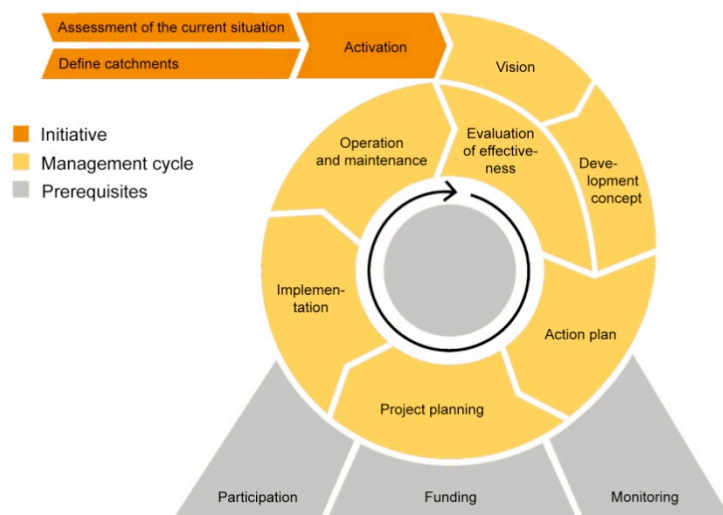 Assessment of the current situation
Define catchments
Activation
Vision
Initiative
Management cycle
Prerequisites
Operation
and maintenance
Evaluation
of effective-
ness
Deve-
lopment
concept
Implemen-
tation
Action plan
Project planning
Participation
Funding
Monitoring